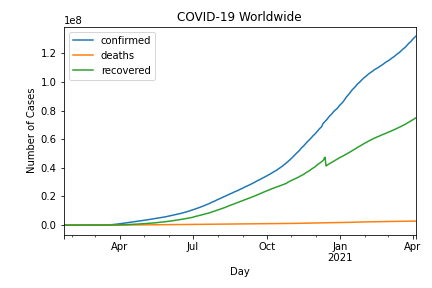 COVID-19 Worldwide
1e8
confirmed
deaths
recovered
1.2
1.0
0.8
0.6
0.4
0.2
0.0
Number of Cases
Apr Jul Oct Jan Apr
2021
Day